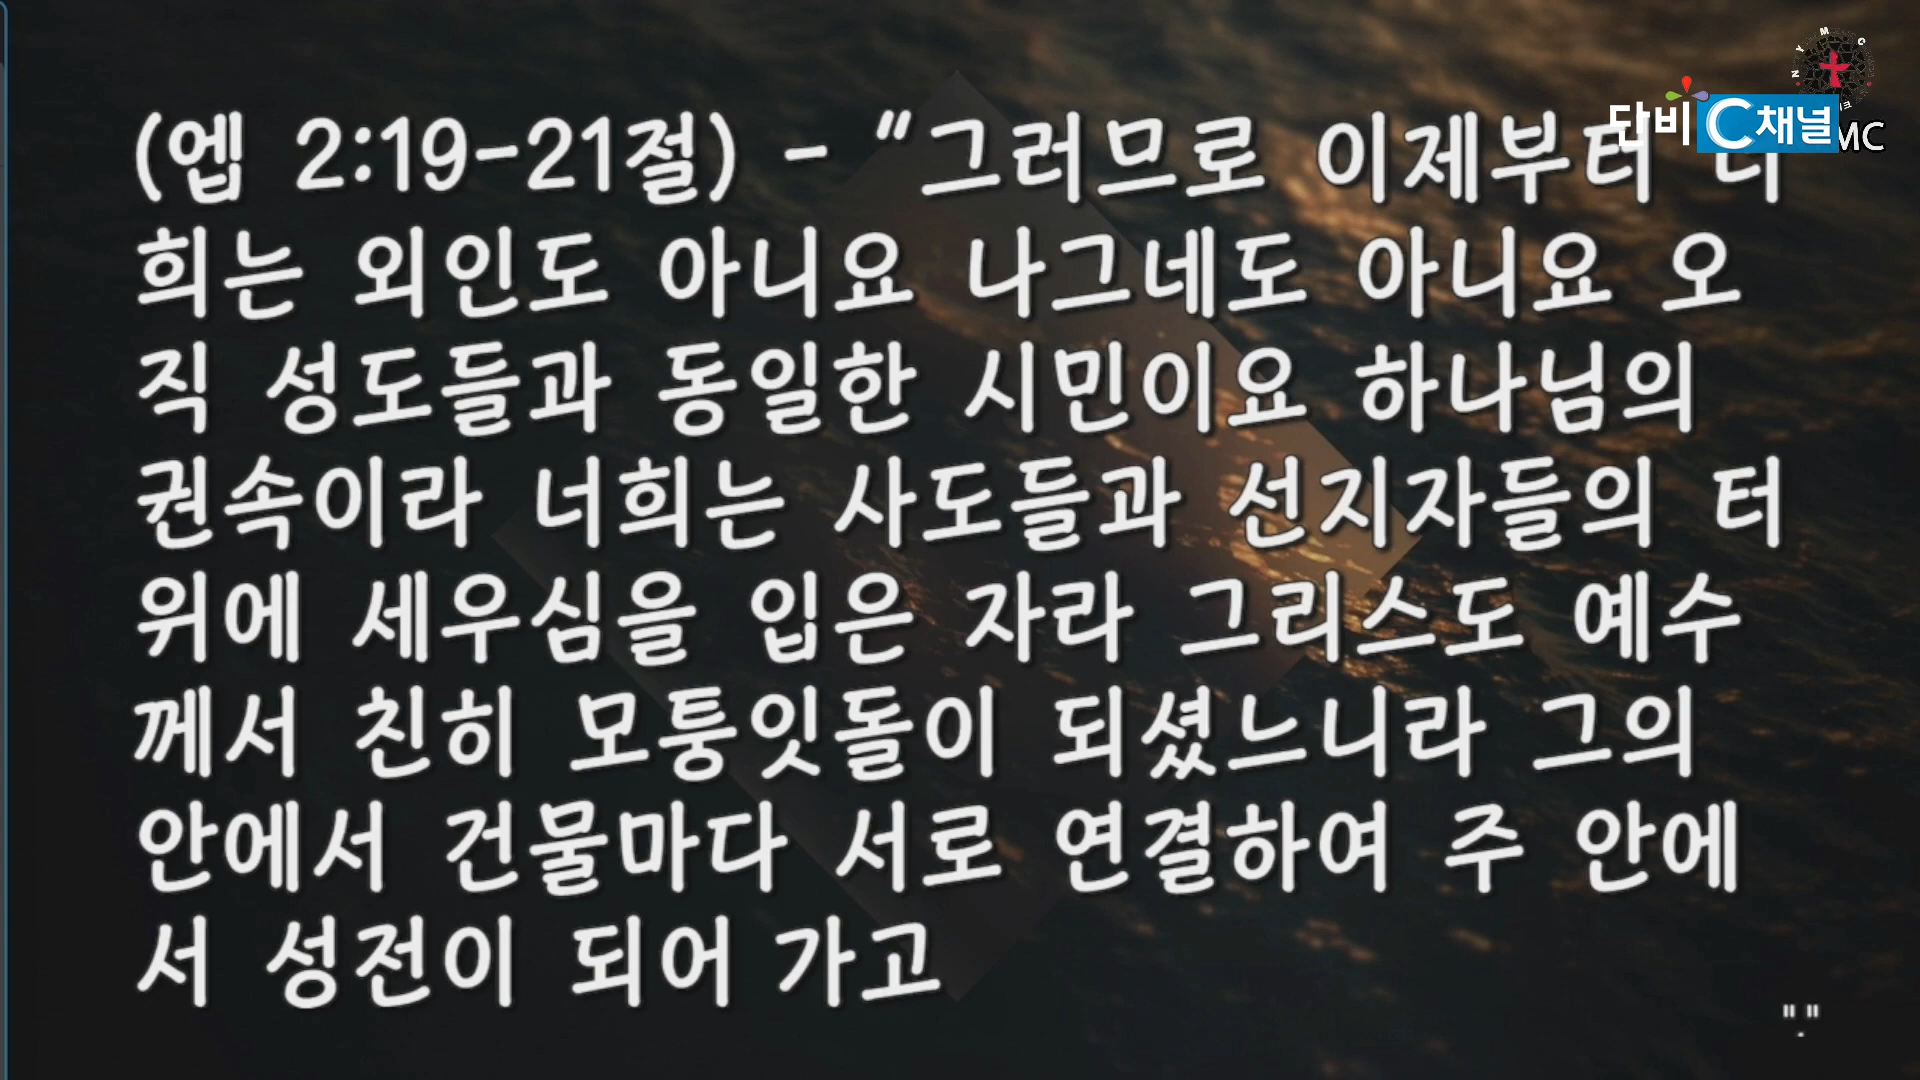 N Y M C
단비 C채널
MC
(엡 2:19-21절) - "그러므로 이제부터 너
희는 외인도 아니요 나그네도 아니요 오
직 성도들과 동일한 시민이요 하나님의
권속이라 너희는 사도들과 선지자들의 터
위에 세우심을 입은 자라 그리스도 예수
께서 친히 모퉁잇돌이 되셨느니라 그의
안에서 건물마다 서로 연결하여 주 안에
서 성전이 되어 가고
"."